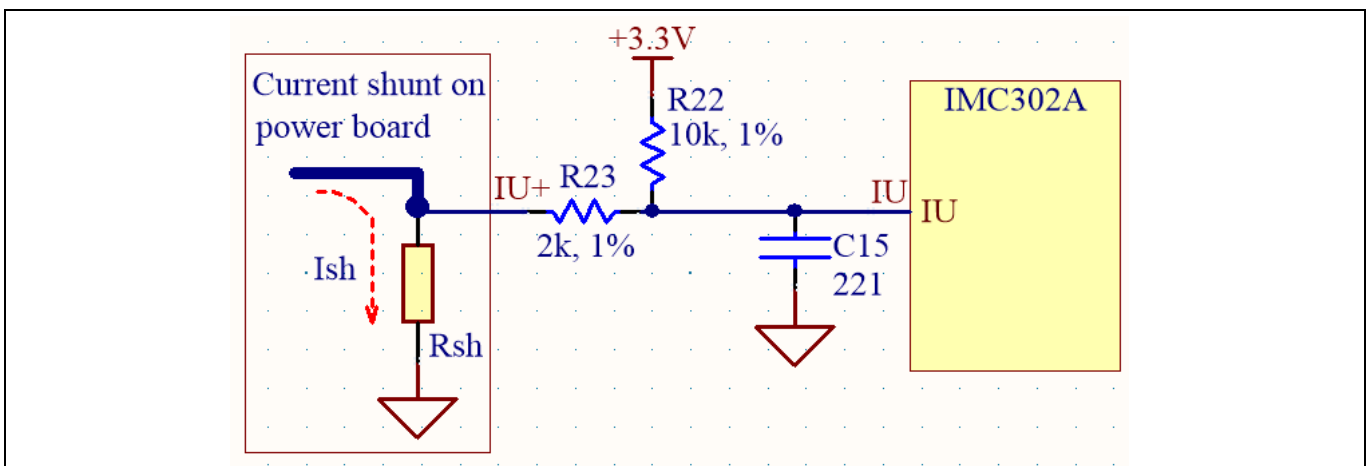 +3.3V
Current shunt on
power board
R22
10k, 1%
IMC302A
IU+
R23
2k, 1%
IU
IU
C15
221
Ish
Rsh